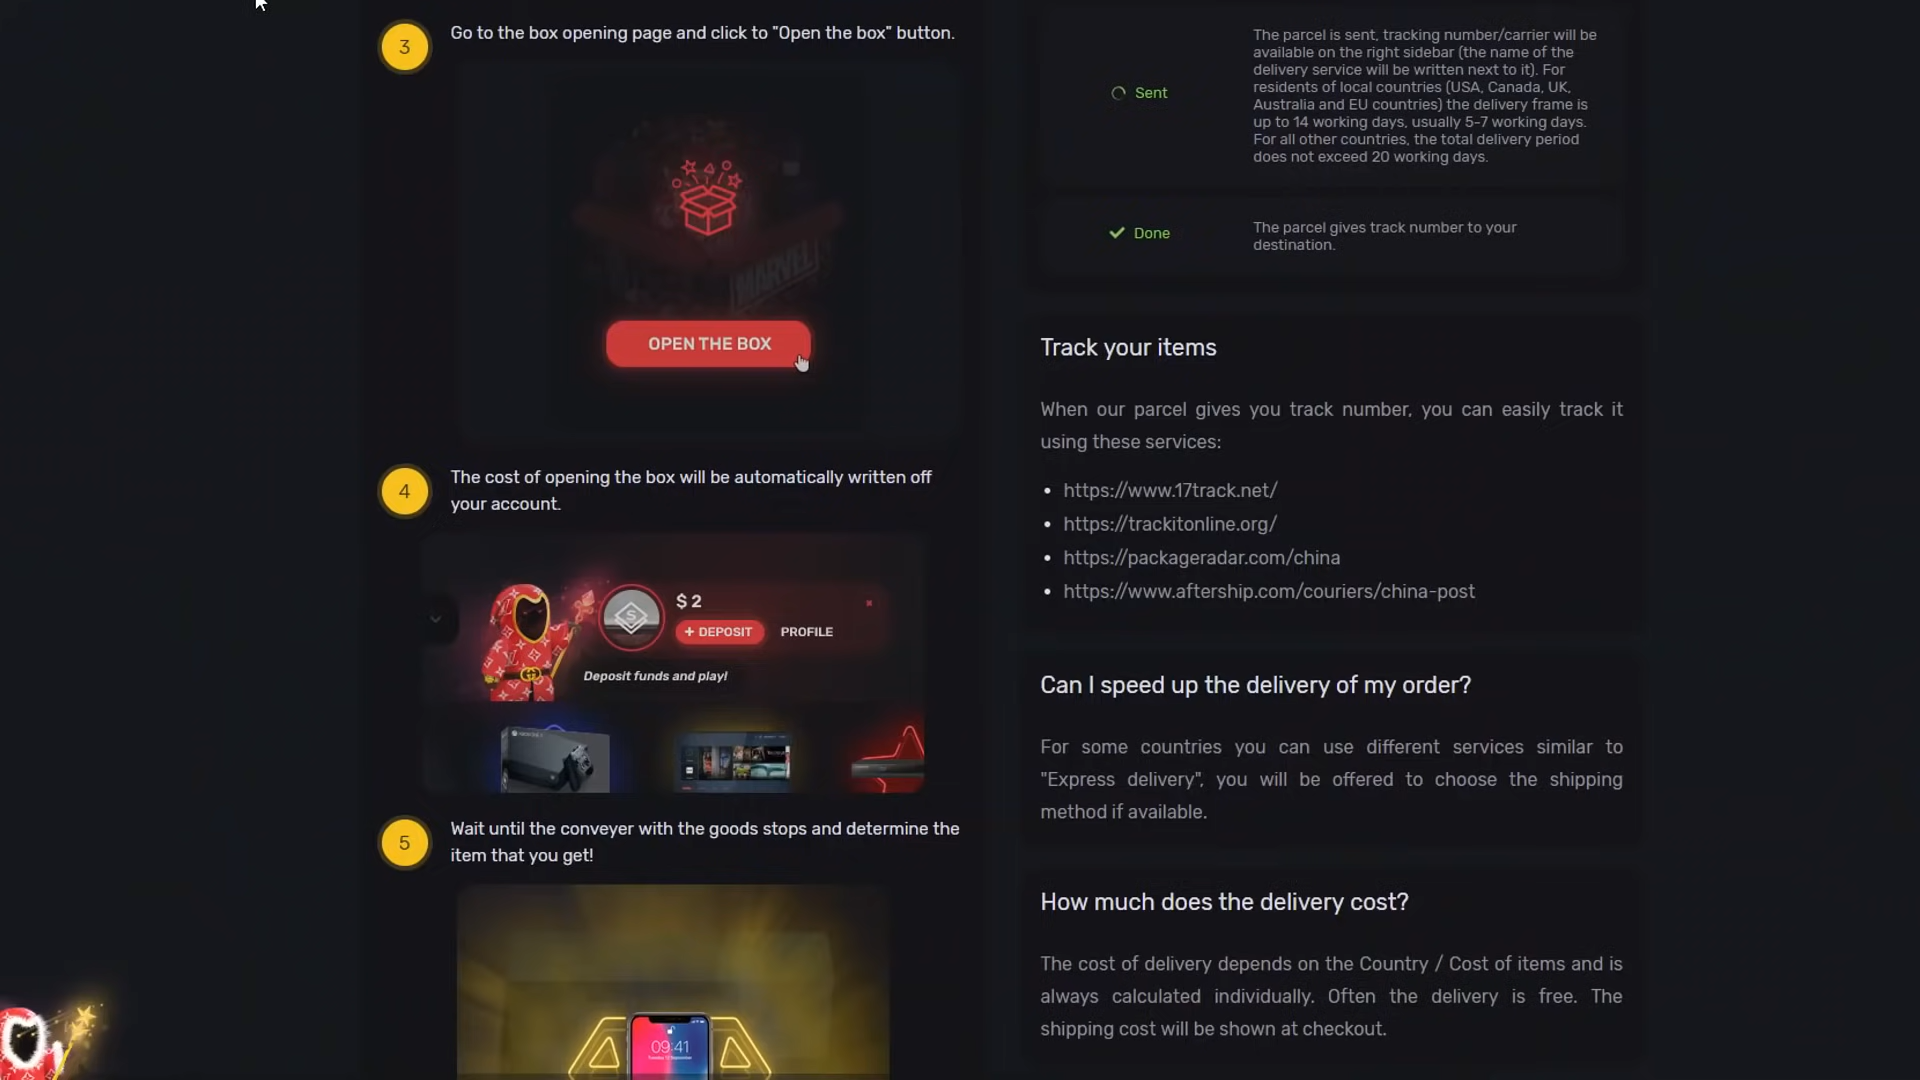 3
Go to the box opening page and click to "Open the box" button.
MARVEL
OPEN THE BOX
4
The cost of opening the box will be automatically written off
your account.
$ 2
+ DEPOSIT
PROFILE
Deposit funds and play!
5
Wait until the conveyer with the goods stops and determine the
item that you get!
09:41
Sent
The parcel is sent, tracking number/carrier will be
available on the right sidebar (the name of the
delivery service will be written next to it). For
residents of local countries (USA, Canada, UK,
Australia and EU countries) the delivery frame is
up to 14 working days, usually 5-7 working days.
For all other countries, the total delivery period
does not exceed 20 working days.
Done
The parcel gives track number to your
destination.
Track your items
When our parcel gives you track number, you can easily track it
using these services:
• https://www.17track.net/
• https://trackitonline.org/
• https://packageradar.com/china
• https://www.aftership.com/couriers/china-post
Can I speed up the delivery of my order?
For some countries you can use different services similar to
"Express delivery", you will be offered to choose the shipping
method if available.
How much does the delivery cost?
The cost of delivery depends on the Country / Cost of items and is
always calculated individually. Often the delivery is free. The
shipping cost will be shown at checkout.